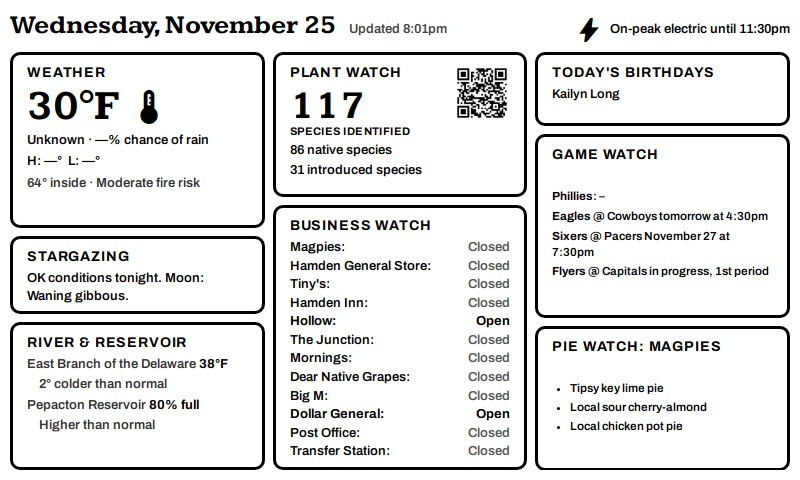 Wednesday, November 25 Updated 8:01pm
On-peak electric until 11:30pm
WEATHER
30°F
Unknown · —% chance of rain
H: —° L: —°
64° inside · Moderate fire risk
STARGAZING
OK conditions tonight. Moon:
Waning gibbous.
RIVER & RESERVOIR
East Branch of the Delaware 38°F
2° colder than normal
Pepacton Reservoir 80% full
Higher than normal
PLANT WATCH
117
SPECIES IDENTIFIED
86 native species
31 introduced species
BUSINESS WATCH
Magpies: Closed
Hamden General Store: Closed
Tiny's: Closed
Hamden Inn: Closed
Hollow: Open
The Junction: Closed
Mornings: Closed
Dear Native Grapes: Closed
Big M: Closed
Dollar General: Open
Post Office: Closed
Transfer Station: Closed
TODAY'S BIRTHDAYS
Kailyn Long
GAME WATCH
Phillies: –
Eagles @ Cowboys tomorrow at 4:30pm
Sixers @ Pacers November 27 at
7:30pm
Flyers @ Capitals in progress, 1st period
PIE WATCH: MAGPIES
• Tipsy key lime pie
• Local sour cherry-almond
• Local chicken pot pie